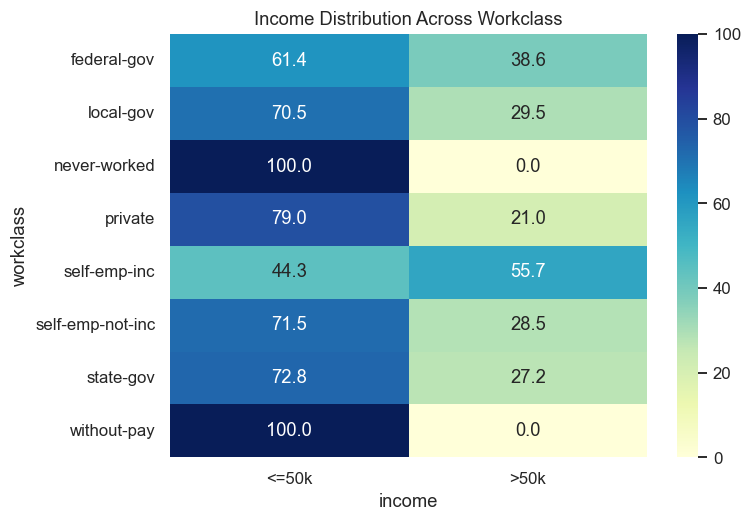 Income Distribution Across Workclass
workclass
federal-gov 61.4 38.6
local-gov 70.5 29.5
never-worked 100.0 0.0
private 79.0 21.0
self-emp-inc 44.3 55.7
self-emp-not-inc 71.5 28.5
state-gov 72.8 27.2
without-pay 100.0 0.0
<=50k >50k
income
100
80
60
40
20
0